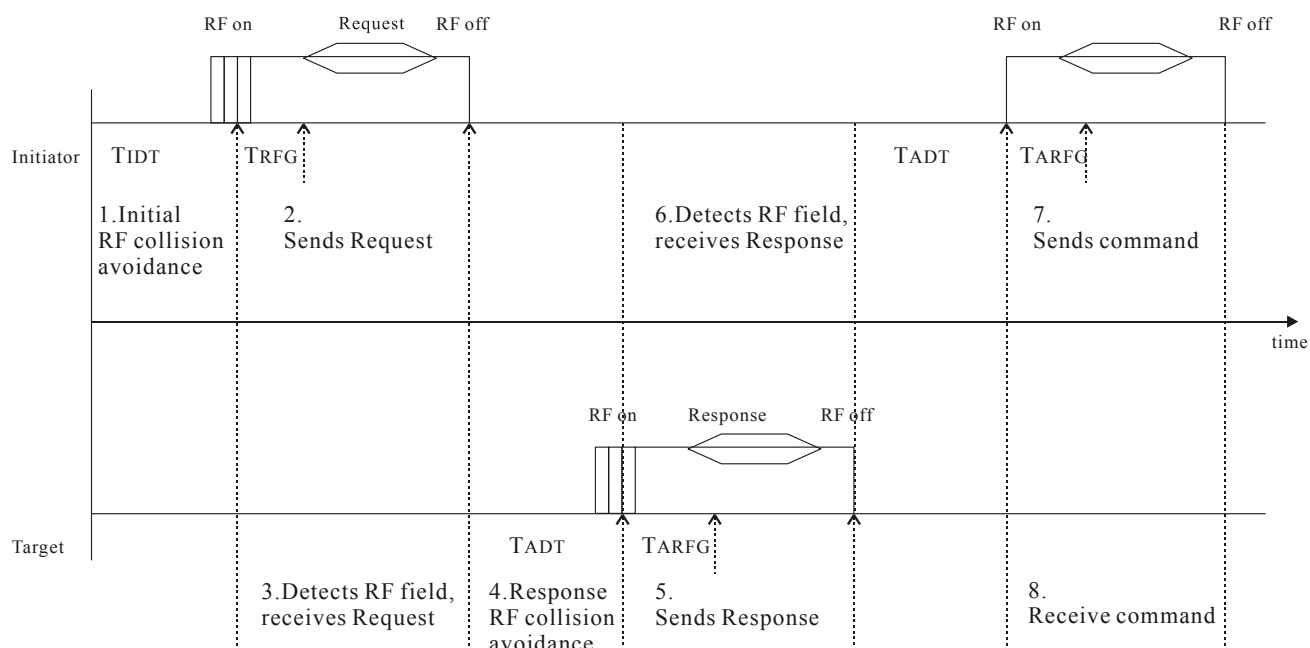 RF on Request RF off RF on RF off
Initiator TIDT TRFG TADT TARFG
1.Initial
RF collision
avoidance
2.
Sends Request
6.Detects RF field,
receives Response
7.
Sends command
time
RF on Response RF off
Target TADT TARFG
3.Detects RF field,
receives Request
4.Response
RF collision
avoidance
5.
Sends Response
8.
Receive command